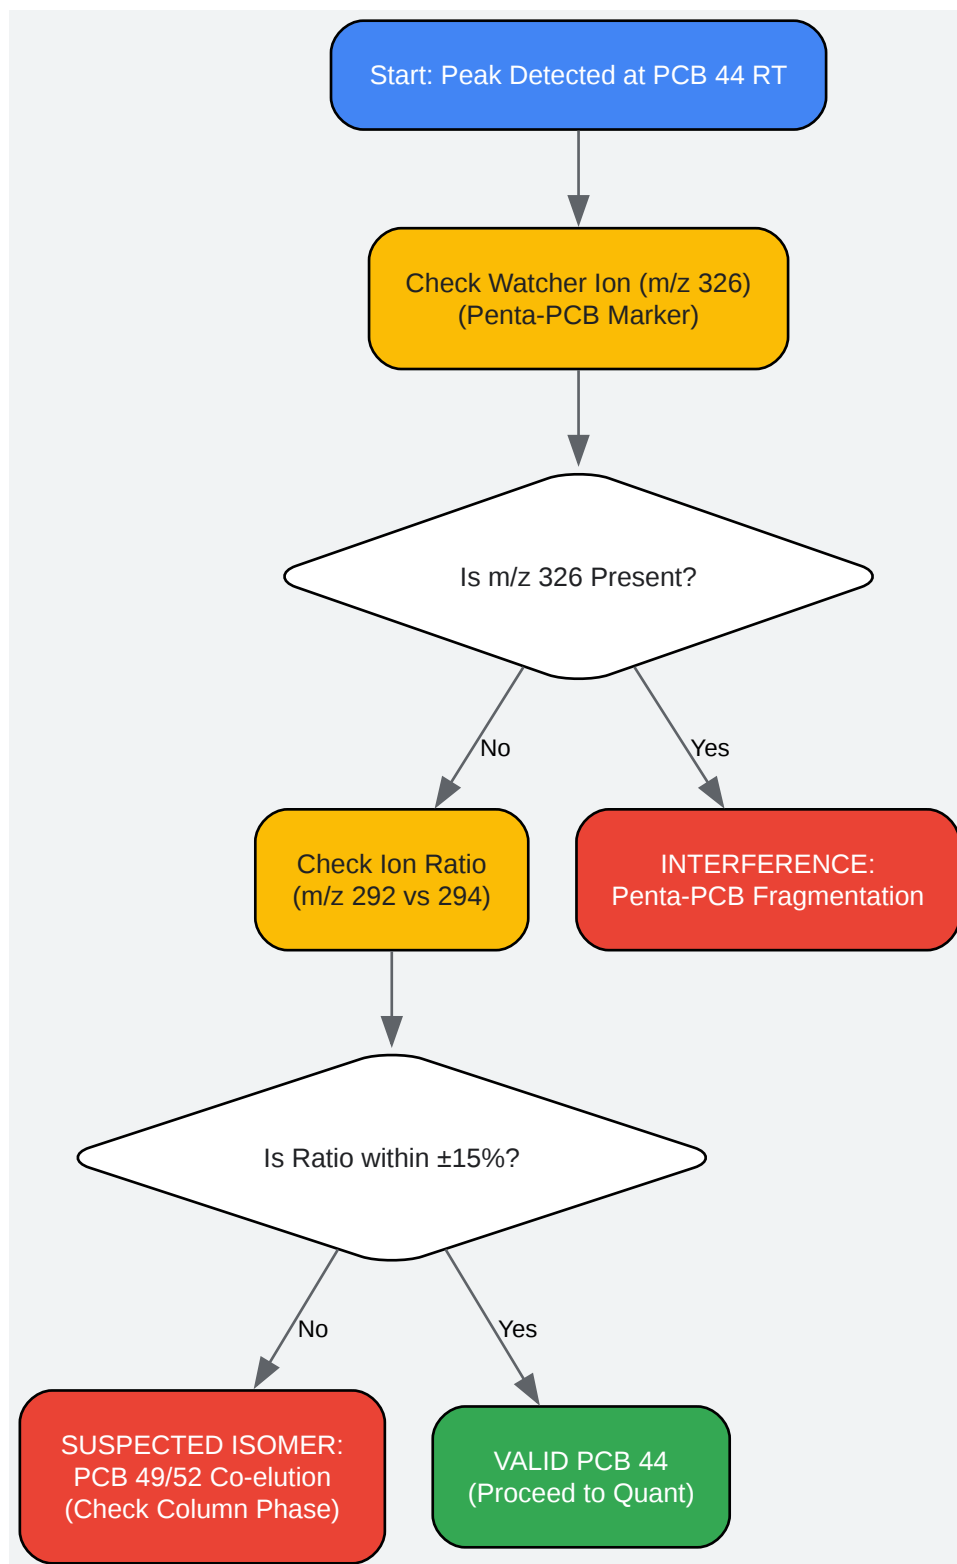 Start: Peak Detected at PCB 44 RT
Check Watcher Ion (m/z 326)
(Penta-PCB Marker)
Is m/z 326 Present?
No
Yes
Check Ion Ratio
(m/z 292 vs 294)
INTERFERENCE:
Penta-PCB Fragmentation
Is Ratio within ±15%?
No
Yes
SUSPECTED ISOMER:
PCB 49/52 Co-elution
(Check Column Phase)
VALID PCB 44
(Proceed to Quant)